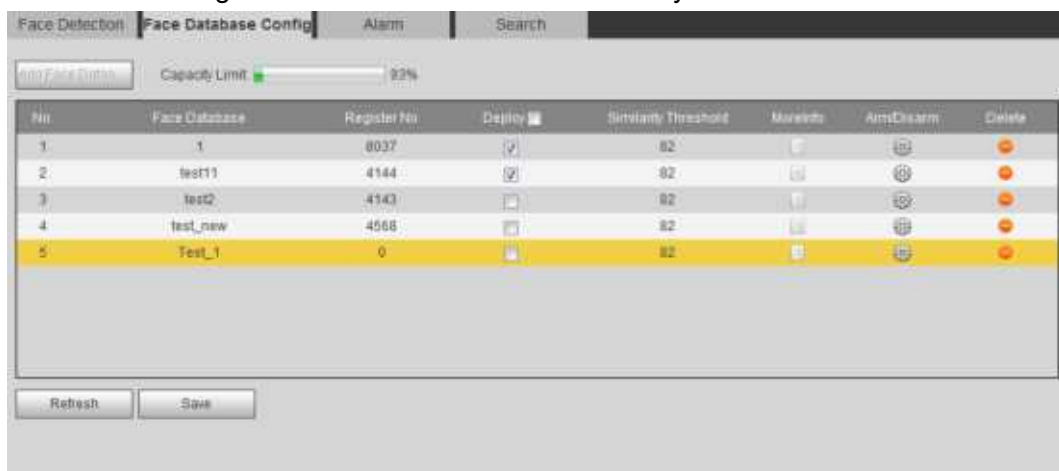 Face Detection Face Database Config Alarm Search
Capacity Limit 93%
No Face Database Register No Deploy Similarity Threshold MoreInfo Arm/Disarm Delete
1 1 8037 82
2 test11 4144 82
3 test2 4143 82
4 test_new 4568 82
5 Test_1 0 82
Refresh Save